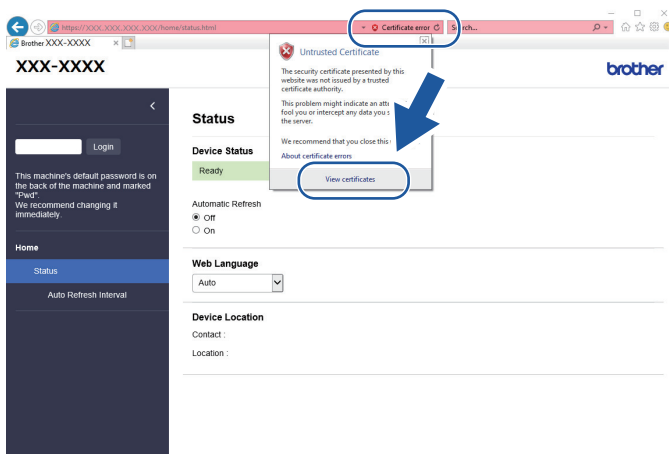 https://XXX.XXX.XXX.XXX/home/status.html
Certificate error
Brother XXX-XXXX
XXX-XXXX
brother
Untrusted Certificate
The security certificate presented by this
website was not issued by a trusted
certificate authority.
This problem might indicate an
fool you or intercept any data you
the server.
We recommend that you close this
About certificate errors
View certificates
Login
This machine's default password is on
the back of the machine and marked
"Pwd".
We recommend changing it
immediately.
Home
Status
Auto Refresh Interval
Status
Device Status
Ready
Automatic Refresh
Off
On
Web Language
Auto
Device Location
Contact :
Location :